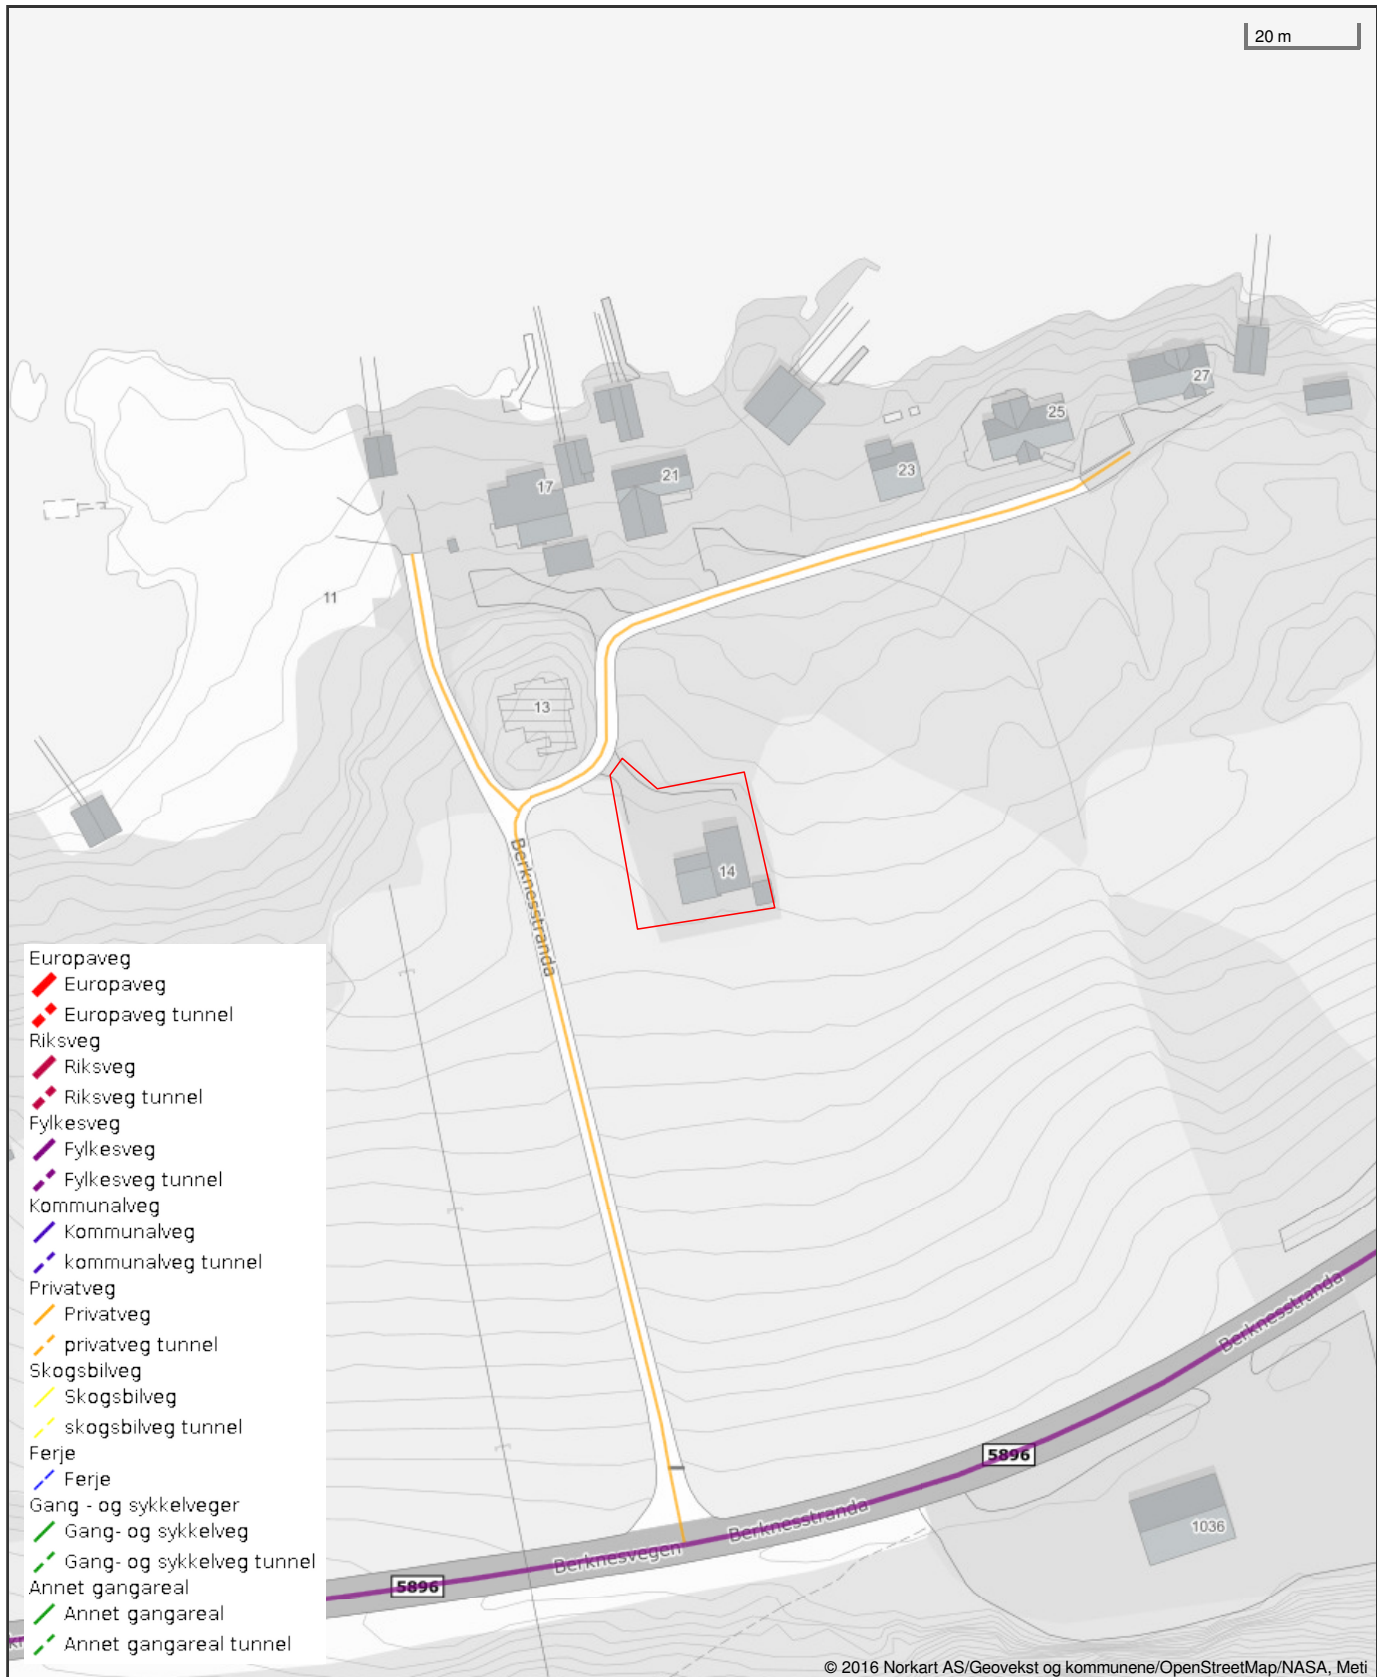 20 m
27
25
23
21
17
11
13
14
Berknesstranda
Europaveg
Europaveg
Europaveg tunnel
Riksveg
Riksveg
Riksveg tunnel
Fylkesveg
Fylkesveg
Fylkesveg tunnel
Kommunalveg
Kommunalveg
kommunalveg tunnel
Privatveg
Privatveg
privatveg tunnel
Skogsbilveg
Skogsbilveg
skogsbilveg tunnel
Ferje
Ferje
Gang - og sykkelveger
Gang- og sykkelveg
Gang- og sykkelveg tunnel
Annet gangareal
Annet gangareal
Annet gangareal tunnel
Berknesstranda
5896
Berknesstranda
1036
Berknesvegen
5896
© 2016 Norkart AS/Geovekst og kommunene/OpenStreetMap/NASA, Meti